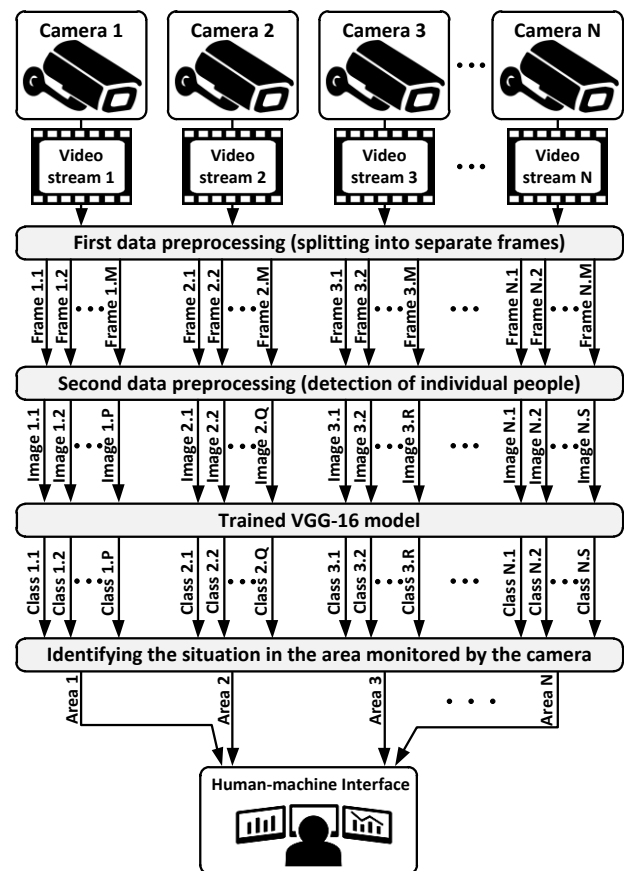 Camera 1
Camera 2
Camera 3
...
Camera N
Video
stream 1
Video
stream 2
Video
stream 3
...
Video
stream N
First data preprocessing (splitting into separate frames)
Frame 1.1
Frame 1.2
...
Frame 1.M
Frame 2.1
Frame 2.2
...
Frame 2.M
Frame 3.1
Frame 3.2
...
Frame 3.M
...
Frame N.1
Frame N.2
...
Frame N.M
Second data preprocessing (detection of individual people)
Image 1.1
Image 1.2
...
Image 1.P
Image 2.1
Image 2.2
...
Image 2.Q
Image 3.1
Image 3.2
...
Image 3.R
...
Image N.1
Image N.2
...
Image N.S
Trained VGG-16 model
Class 1.1
Class 1.2
...
Class 1.P
Class 2.1
Class 2.2
...
Class 2.Q
Class 3.1
Class 3.2
...
Class 3.R
...
Class N.1
Class N.2
...
Class N.S
Identifying the situation in the area monitored by the camera
Area 1
Area 2
Area 3
...
Area N
Human-machine Interface